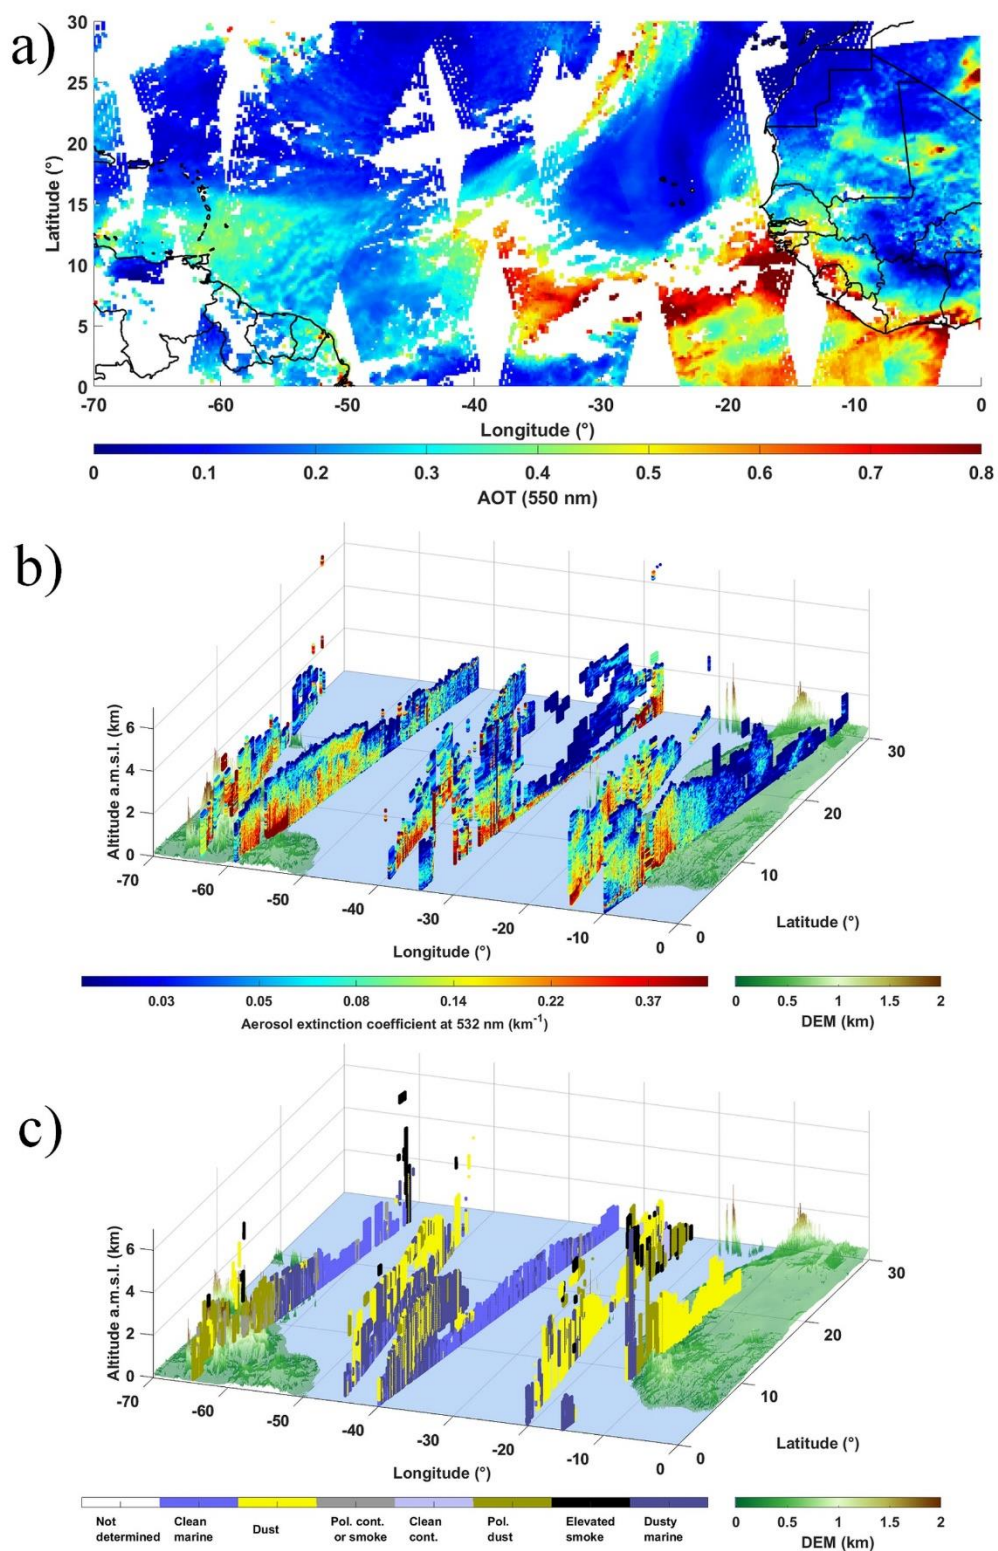 a)
30
25
20
15
10
5
0
Latitude (°)
-70 -60 -50 -40 -30 -20 -10 0
Longitude (°)
0 0.1 0.2 0.3 0.4 0.5 0.6 0.7 0.8
AOT (550 nm)
b)
Altitude a.m.s.l. (km)
6
4
2
0
-70 -60 -50 -40 -30 -20 -10 0
Longitude (°)
0 10 20 30
Latitude (°)
0.03 0.05 0.08 0.14 0.22 0.37
Aerosol extinction coefficient at 532 nm (km-1)
0 0.5 1 1.5 2
DEM (km)
c)
Altitude a.m.s.l. (km)
6
4
2
0
-70 -60 -50 -40 -30 -20 -10 0
Longitude (°)
0 10 20 30
Latitude (°)
Not determined
Clean marine
Dust
Pol. cont. or smoke
Clean cont.
Pol. dust
Elevated smoke
Dusty marine
0 0.5 1 1.5 2
DEM (km)